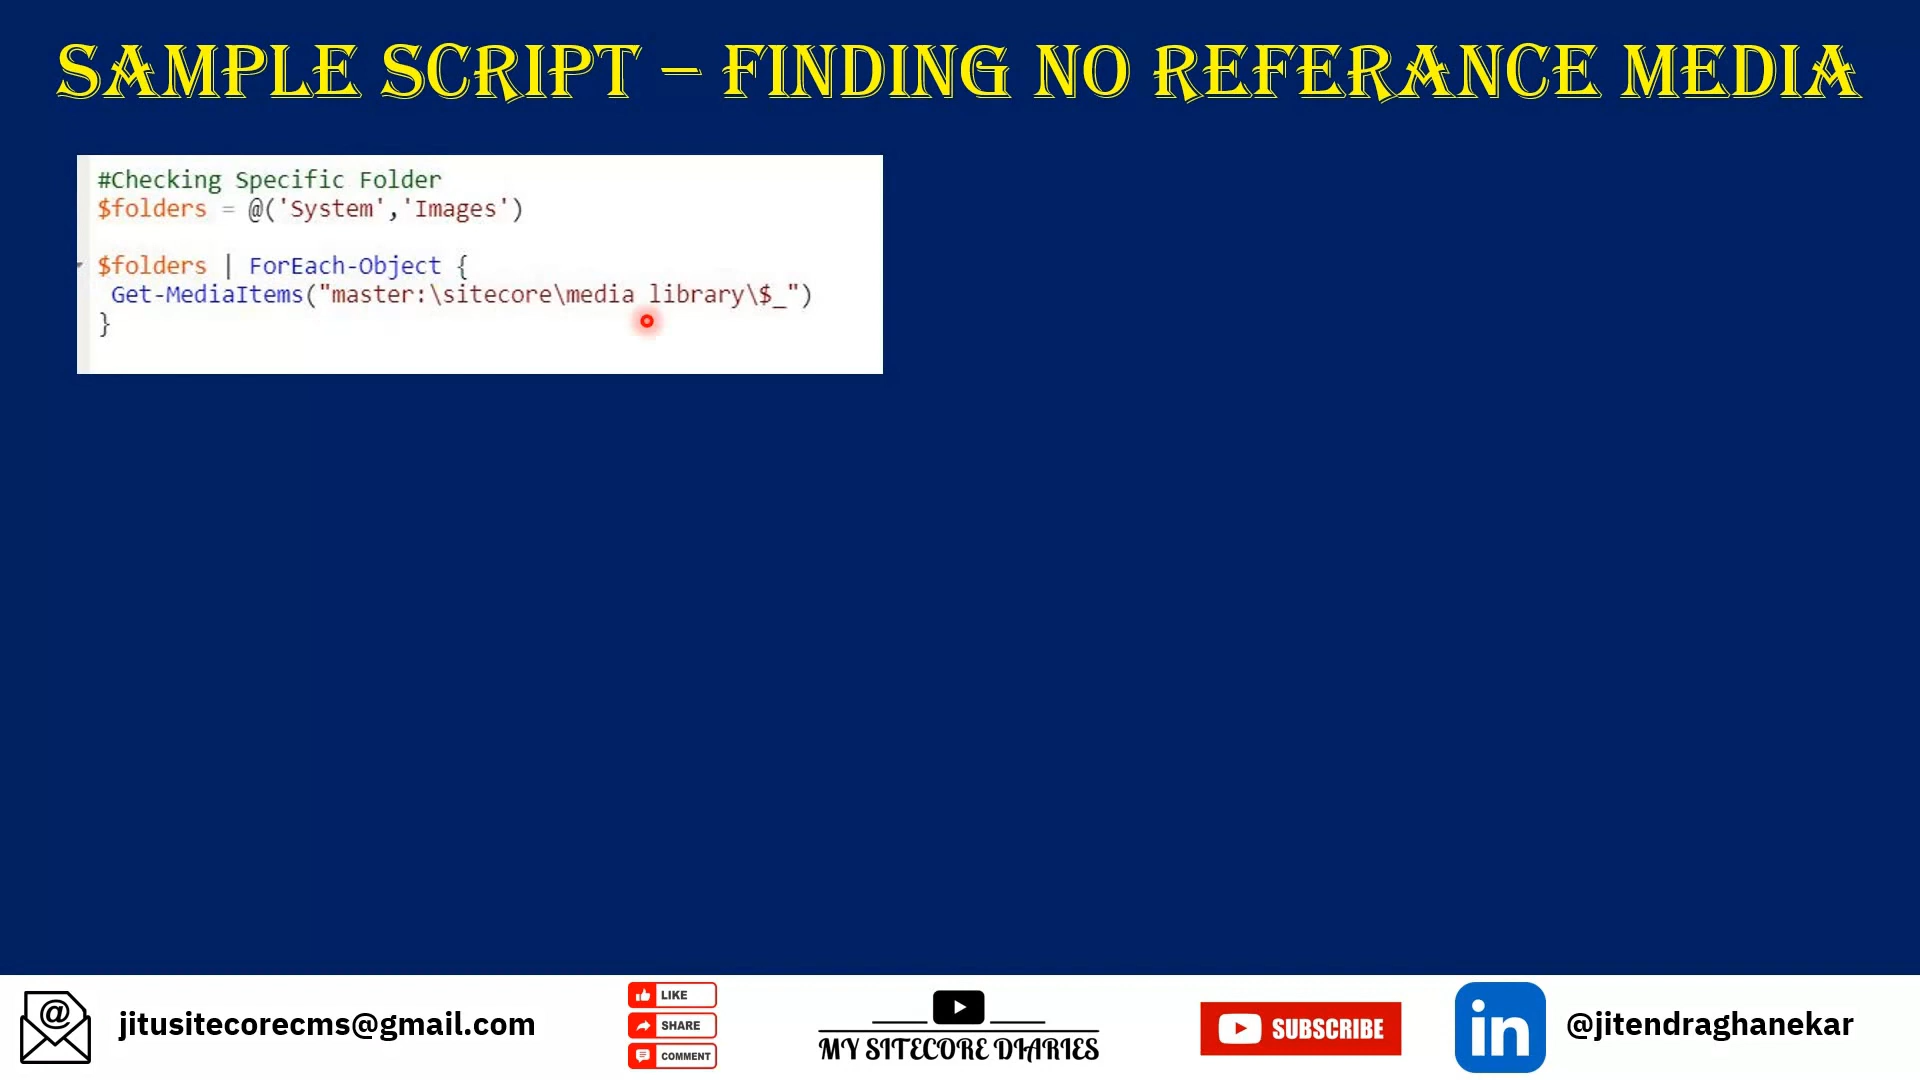 SAMPLE SCRIPT – FINDING NO REFERANCE MEDIA
#Checking Specific Folder
$folders = @('System','Images')
$folders | ForEach-Object {
Get-MediaItems("master:\sitecore\media library\$_")
}
@
jitusitecorecms@gmail.com
LIKE
SHARE
COMMENT
MY SITECORE DIARIES
SUBSCRIBE
in
@jitendraghanekar